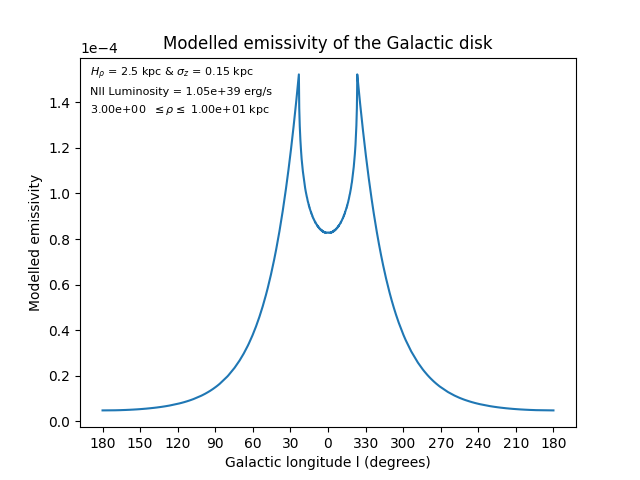 Modelled emissivity of the Galactic disk
1e−4
Hρ = 2.5 kpc & σz = 0.15 kpc
NII Luminosity = 1.05e+39 erg/s
3.00e+00 ≤ρ≤ 1.00e+01 kpc
1.4
1.2
1.0
0.8
0.6
0.4
0.2
0.0
Modelled emissivity
180 150 120 90 60 30 0 330 300 270 240 210 180
Galactic longitude l (degrees)